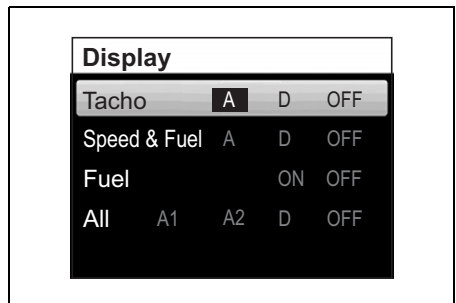 Display
Tacho A D OFF
Speed & Fuel A D OFF
Fuel ON OFF
All A1 A2 D OFF